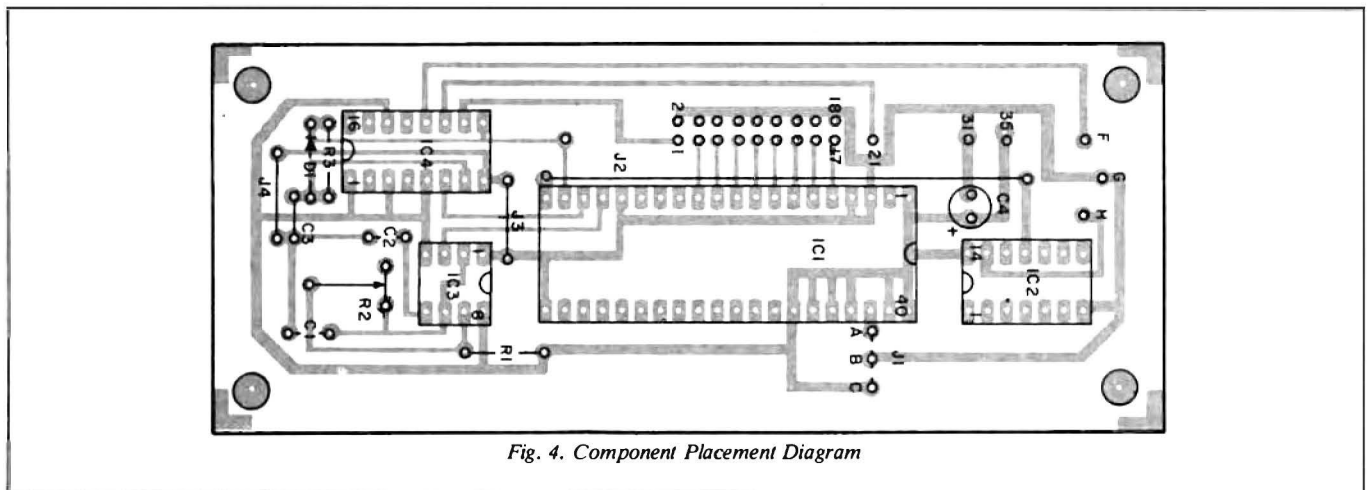 2
18
31
35
F
16
IC4
R3
D1
1
17
21
J2
G
J4
1
C4
H
C3
J3
+
C2
1
IC1
14
IC2
IC3
R2
8
40
1
C1
A
R1
B
J1
C
Fig. 4. Component Placement Diagram